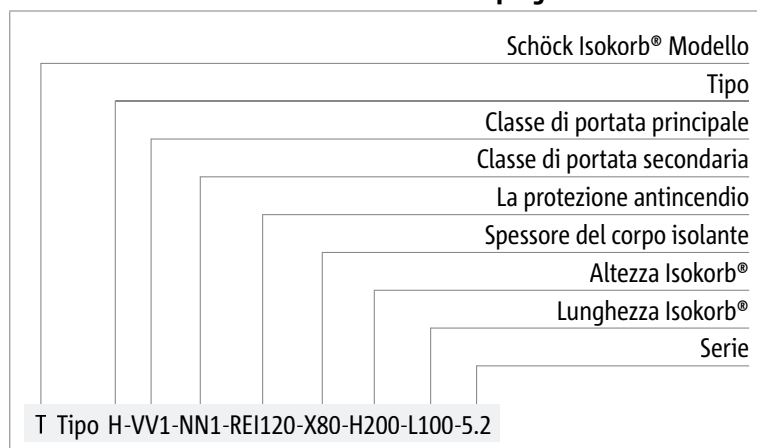 Schöck Isokorb® Modello
Tipo
Classe di portata principale
Classe di portata secondaria
La protezione antincendio
Spessore del corpo isolante
Altezza Isokorb®
Lunghezza Isokorb®
Serie
T Tipo H-VV1-NN1-REI120-X80-H200-L100-5.2